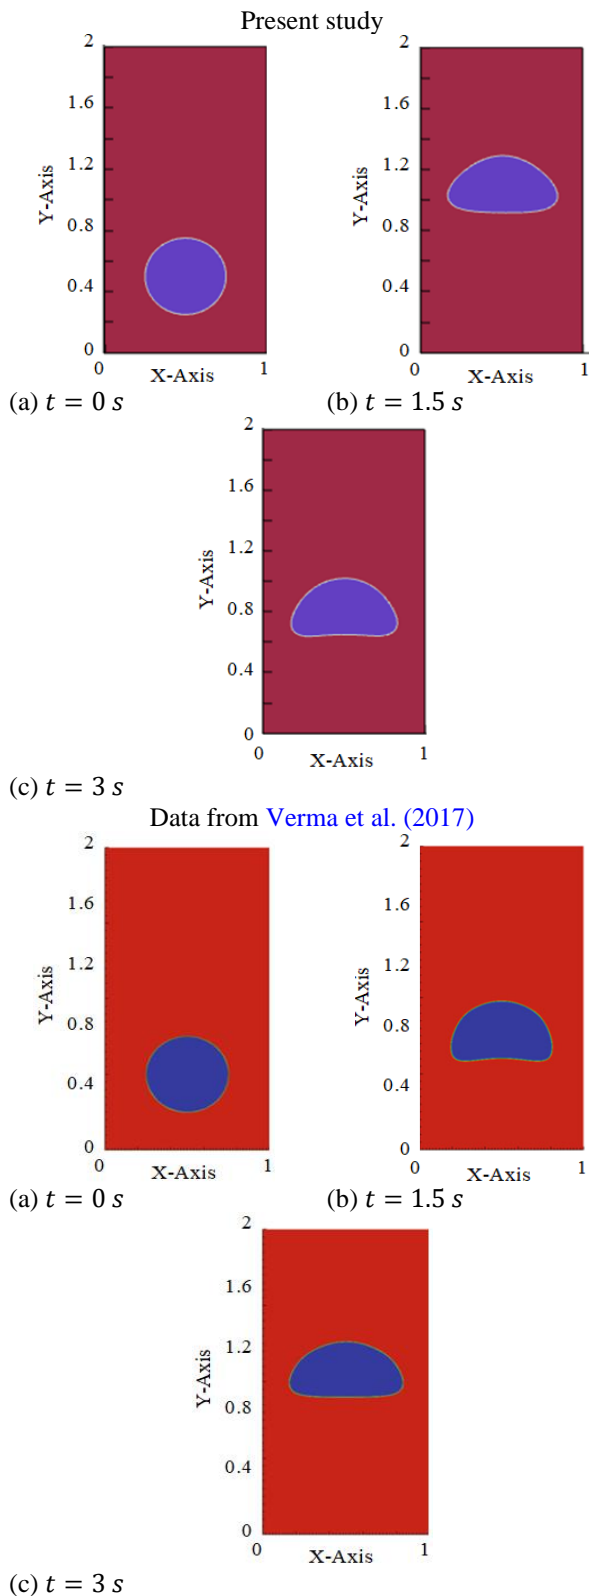 Present study
2
1.6
1.2
0.8
0.4
0
Y-Axis
0
X-Axis
1
2
1.6
1.2
0.8
0.4
0
Y-Axis
0
X-Axis
1
(a) t = 0 s
(b) t = 1.5 s
2
1.6
1.2
0.8
0.4
0
Y-Axis
0
X-Axis
1
(c) t = 3 s
Data from Verma et al. (2017)
2
1.6
1.2
0.8
0.4
0
Y-Axis
0
X-Axis
1
2
1.6
1.2
0.8
0.4
0
Y-Axis
0
X-Axis
1
(a) t = 0 s
(b) t = 1.5 s
2
1.6
1.2
0.8
0.4
0
Y-Axis
0
X-Axis
1
(c) t = 3 s